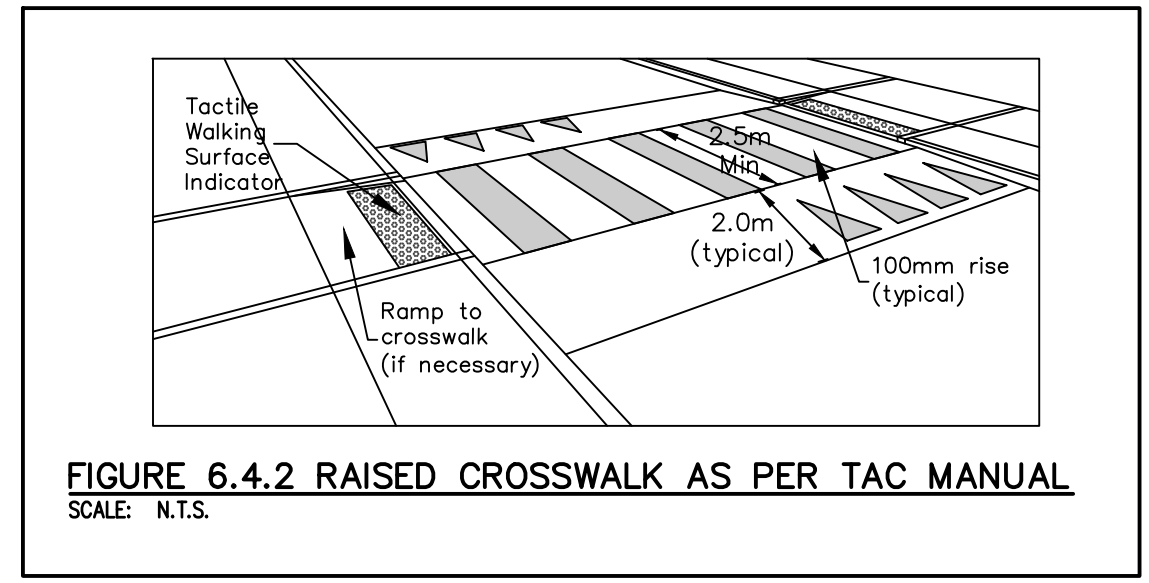 Tactile
Walking
Surface
Indicator
2.5m
Min
2.0m
(typical)
100mm rise
(typical)
Ramp to
crosswalk
(if necessary)
FIGURE 6.4.2 RAISED CROSSWALK AS PER TAC MANUAL
SCALE: N.T.S.